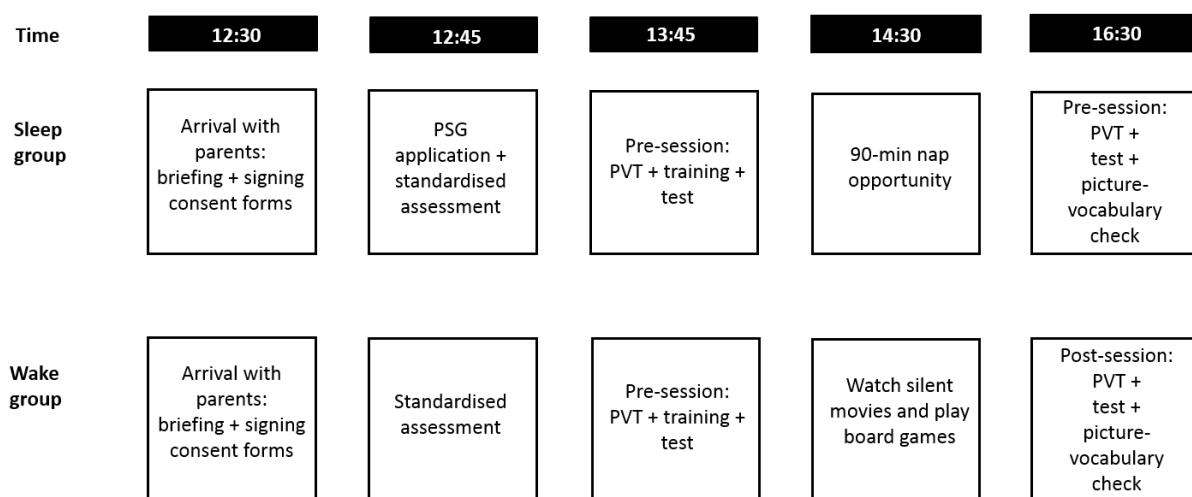 Time
12:30
12:45
13:45
14:30
16:30
Sleep
group
Arrival with
parents:
briefing + signing
consent forms
PSG
application +
standardised
assessment
Pre-session:
PVT + training +
test
90-min nap
opportunity
Pre-session:
PVT +
test +
picture-
vocabulary
check
Wake
group
Arrival with
parents:
briefing + signing
consent forms
Standardised
assessment
Pre-session:
PVT + training +
test
Watch silent
movies and play
board games
Post-session:
PVT +
test +
picture-
vocabulary
check